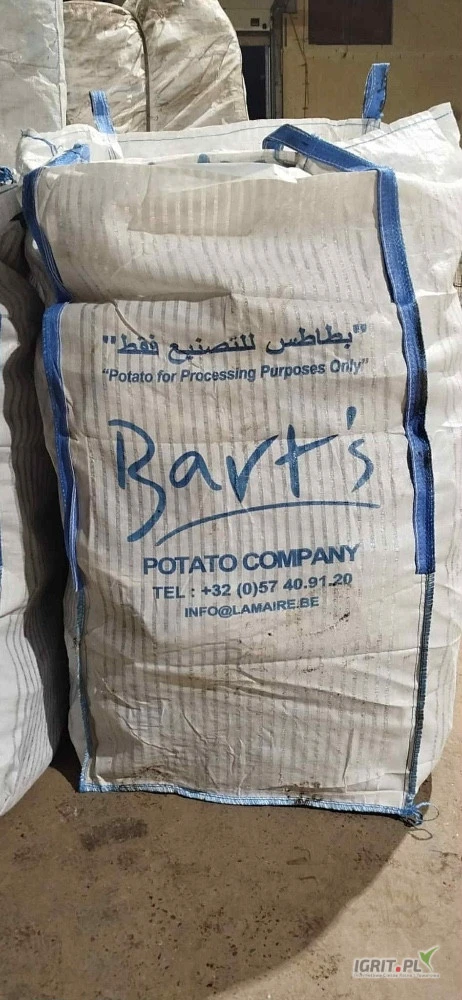 "بطاطس للتصنيع فقط"
"Potato for Processing Purposes Only"
Bart's
POTATO COMPANY
TEL : +32 (0)57 40.91.20
INFO@LAMAIRE.BE
IGRIT.PL